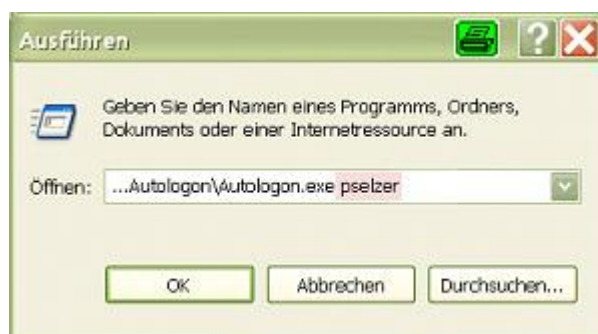 Ausführen
Geben Sie den Namen eines Programms, Ordners,
Dokuments oder einer Internetressource an.
Öffnen: ...Autologon\Autologon.exe pselzer
OK Abbrechen Durchsuchen...